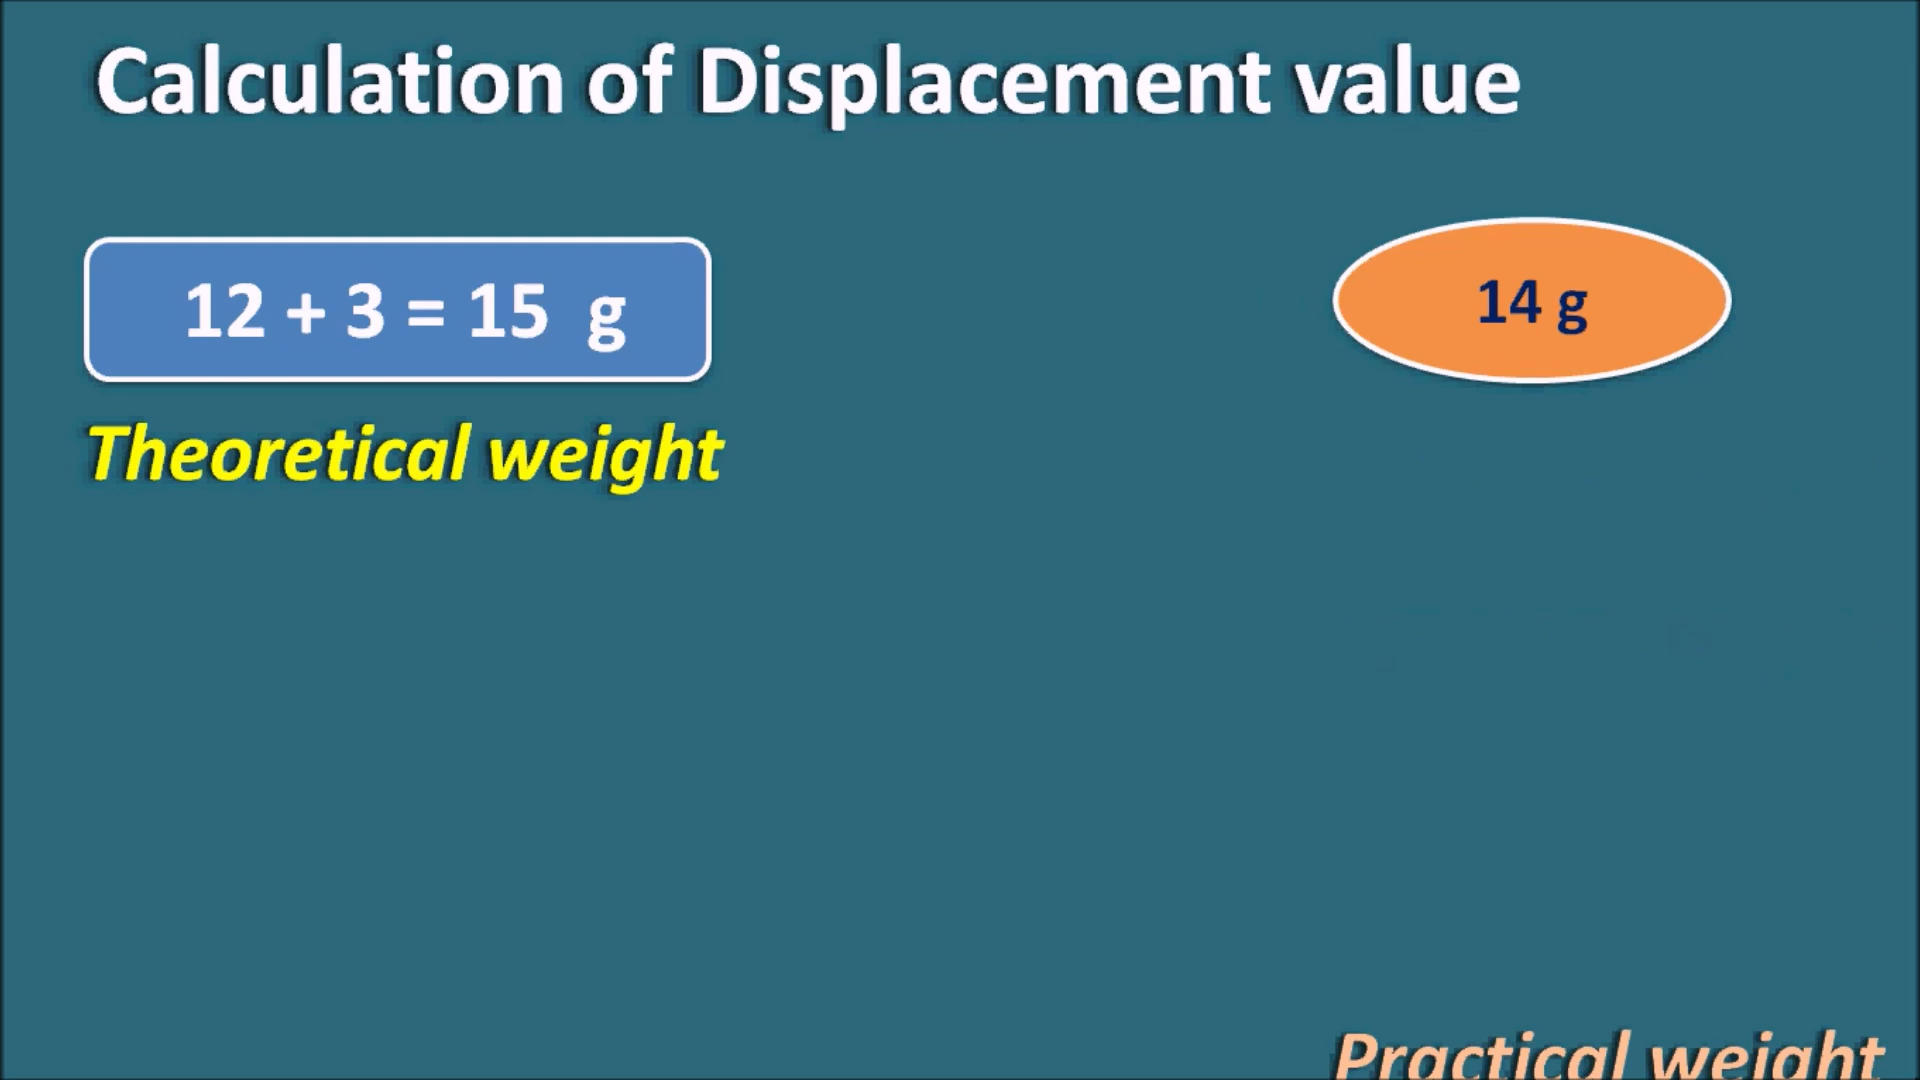 Calculation of Displacement value
12 + 3 = 15 g
14 g
Theoretical weight
Practical weight